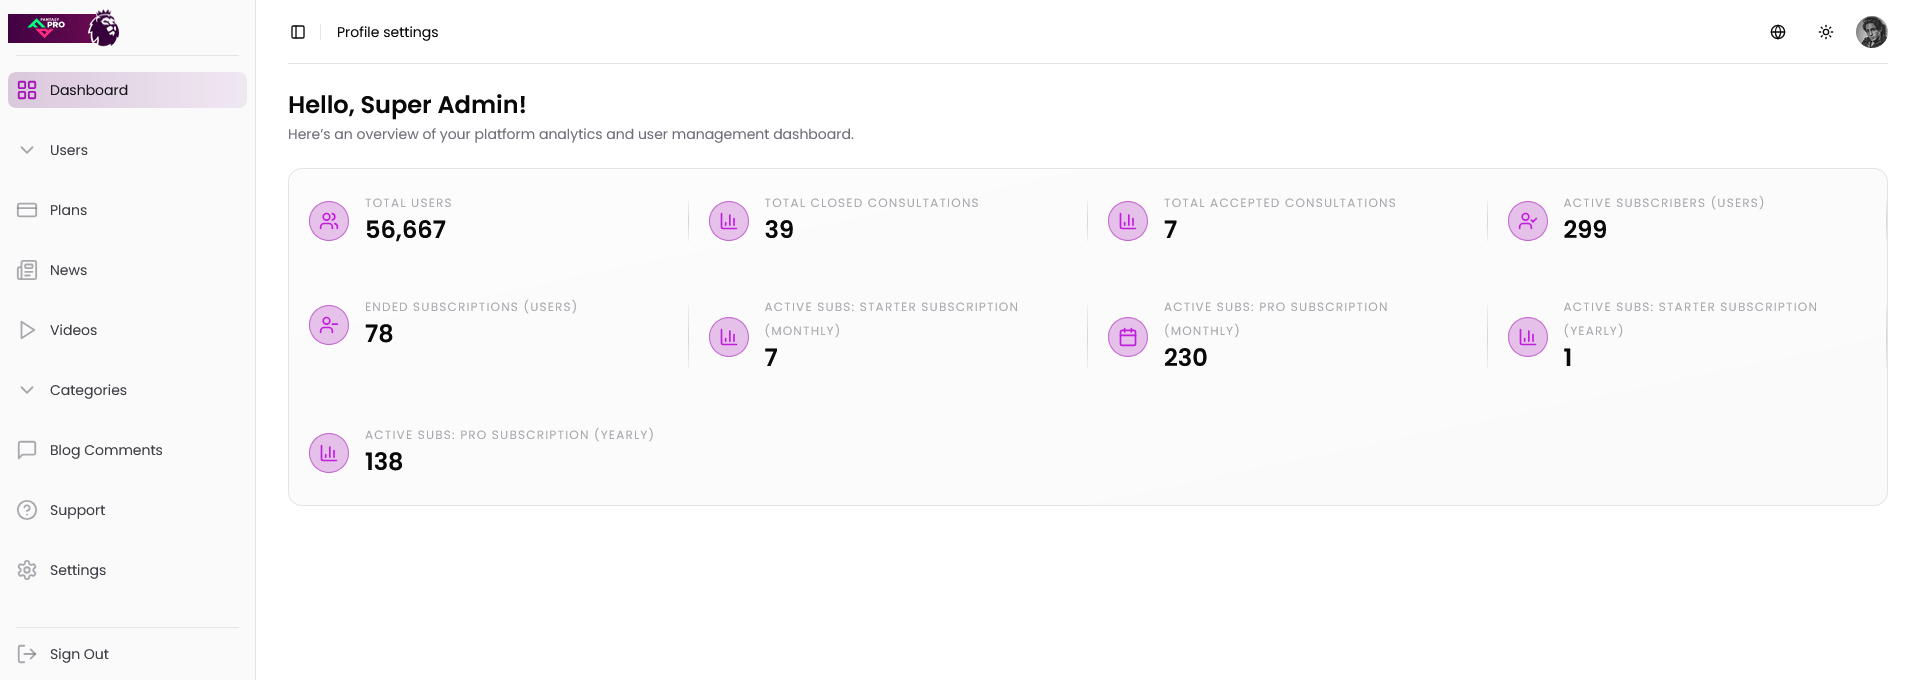 FANTASY
PRO
Profile settings
Dashboard
Users
Plans
News
Videos
Categories
Blog Comments
Support
Settings
Sign Out
Hello, Super Admin!
Here's an overview of your platform analytics and user management dashboard.
TOTAL USERS
56,667
TOTAL CLOSED CONSULTATIONS
39
TOTAL ACCEPTED CONSULTATIONS
7
ACTIVE SUBSCRIBERS (USERS)
299
ENDED SUBSCRIPTIONS (USERS)
78
ACTIVE SUBS: STARTER SUBSCRIPTION
(MONTHLY)
7
ACTIVE SUBS: PRO SUBSCRIPTION
(MONTHLY)
230
ACTIVE SUBS: STARTER SUBSCRIPTION
(YEARLY)
1
ACTIVE SUBS: PRO SUBSCRIPTION (YEARLY)
138